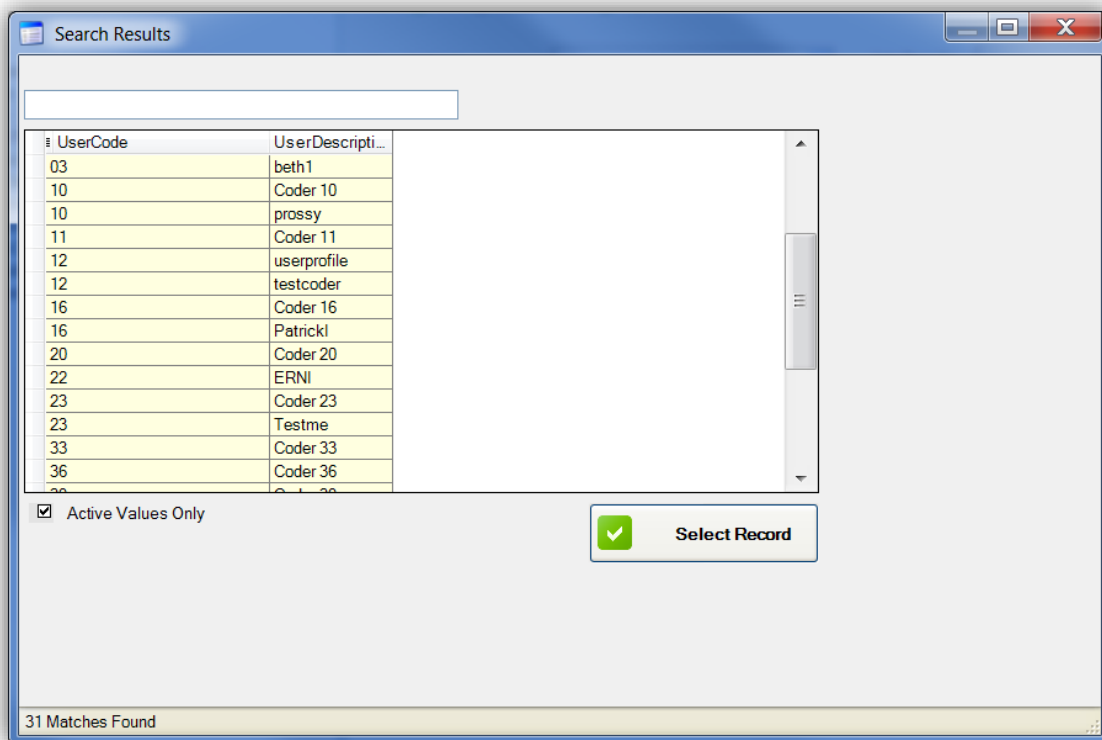 Search Results
UserCode UserDescripti...
03 beth1
10 Coder 10
10 prossy
11 Coder 11
12 userprofile
12 testcoder
16 Coder 16
16 Patrickl
20 Coder 20
22 ERNI
23 Coder 23
23 Testme
33 Coder 33
36 Coder 36
Active Values Only
Select Record
31 Matches Found